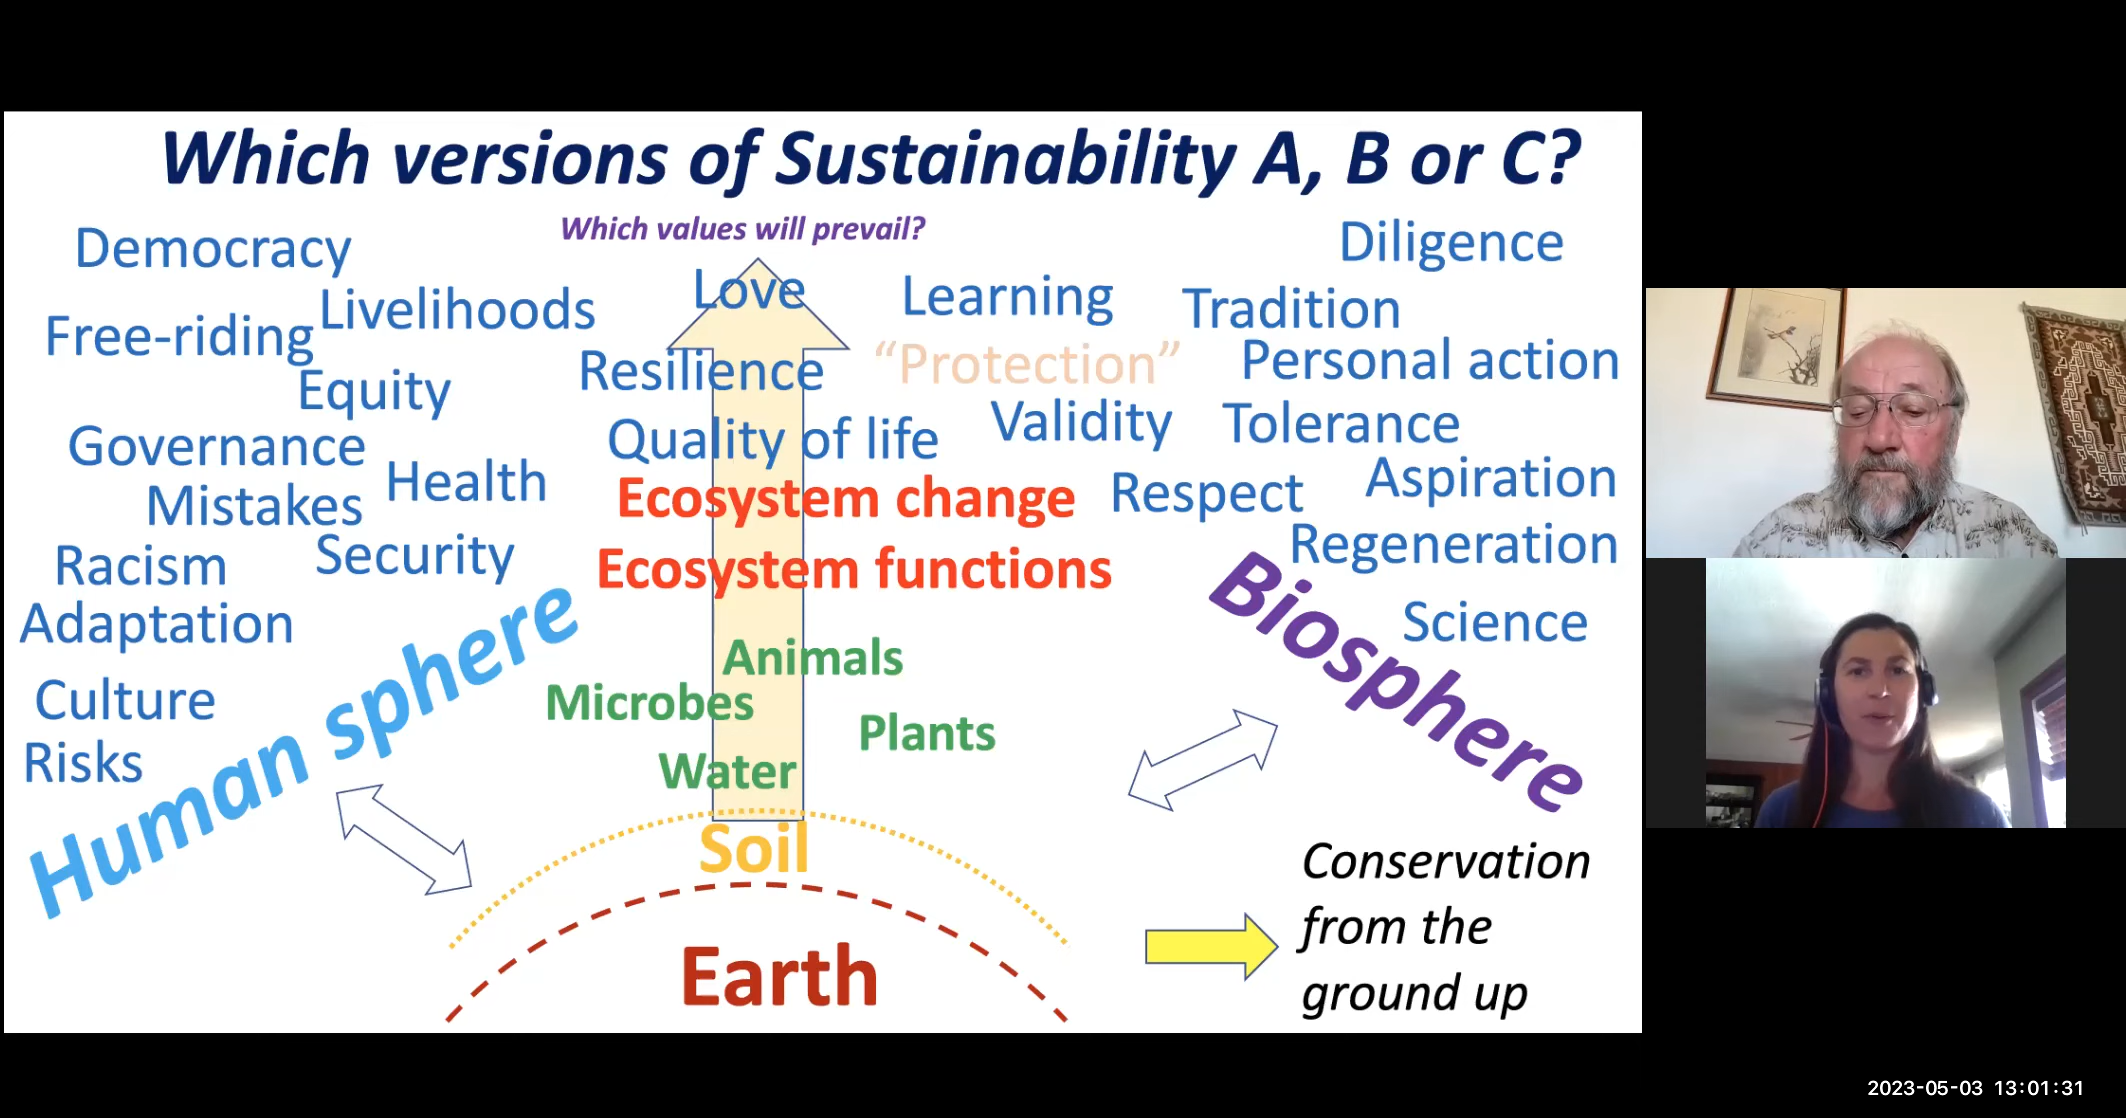 Which versions of Sustainability A, B or C?
Which values will prevail?
Democracy
Diligence
Love
Learning
Livelihoods
Tradition
Free-riding
Resilience
“Protection”
Personal action
Equity
Quality of life
Validity
Tolerance
Governance
Health
Mistakes
Ecosystem change
Respect
Aspiration
Racism
Security
Ecosystem functions
Regeneration
Adaptation
Science
Human sphere
Biosphere
Animals
Culture
Microbes
Plants
Risks
Water
Soil
Earth
Conservation
from the
ground up
2023-05-03 13:01:31